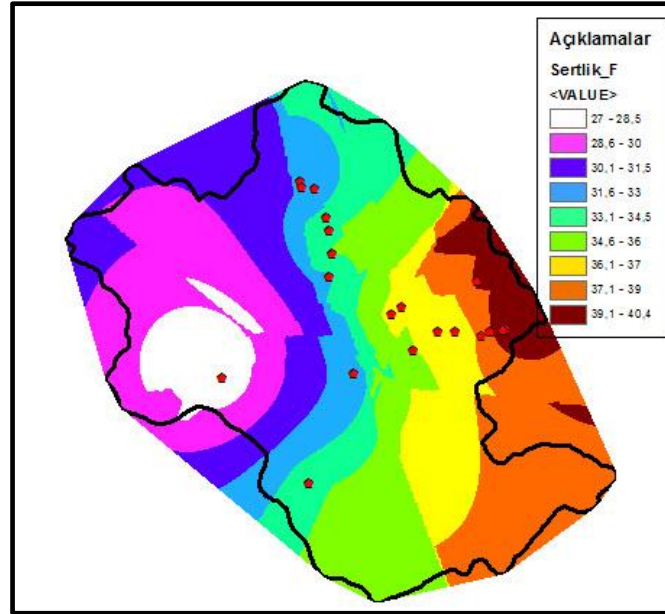 Açıklamalar
Sertlik_F
<VALUE>
27 - 28,5
28,6 - 30
30,1 - 31,5
31,6 - 33
33,1 - 34,5
34,6 - 36
36,1 - 37
37,1 - 39
39,1 - 40,4